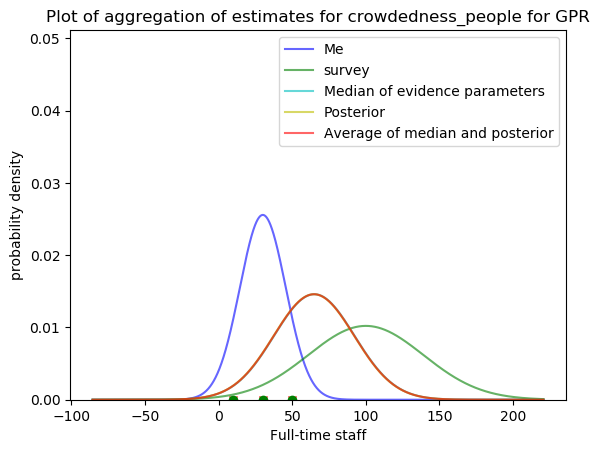 Plot of aggregation of estimates for crowdedness_people for GPR
0.05
0.04
0.03
0.02
0.01
0.00
probability density
Me
survey
Median of evidence parameters
Posterior
Average of median and posterior
−100
−50
0
50
100
150
200
Full-time staff